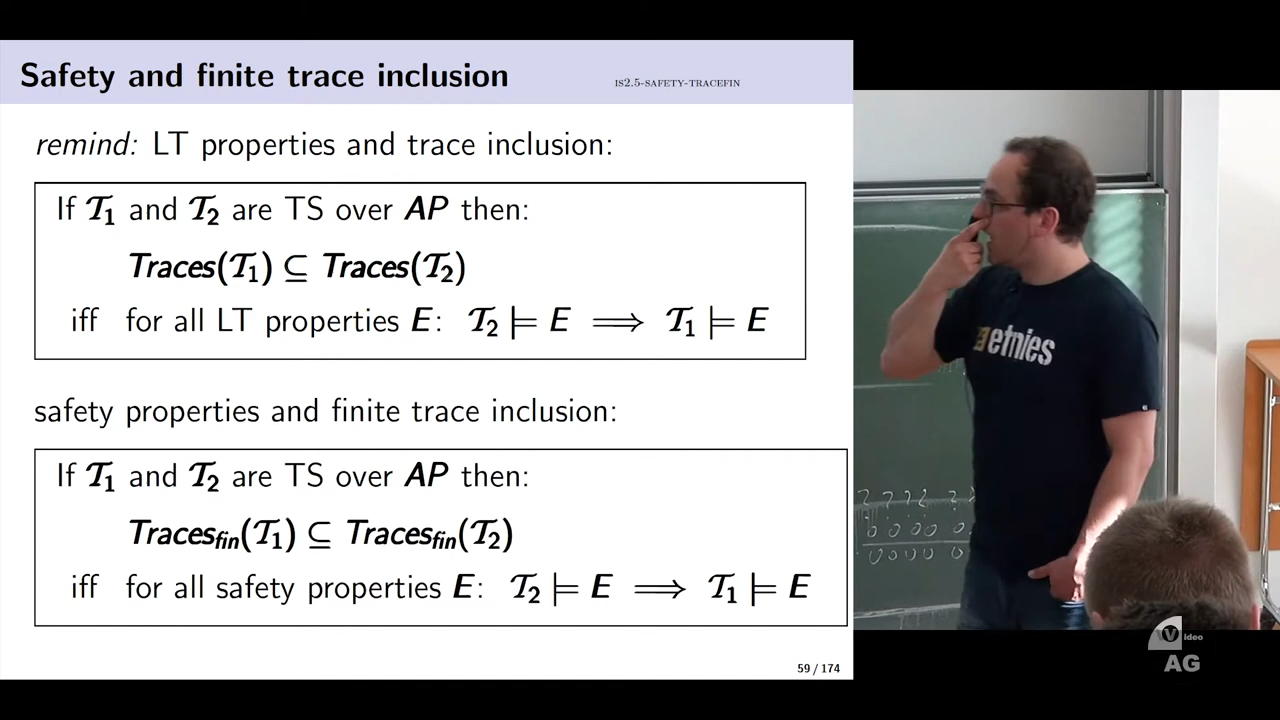 Safety and finite trace inclusion
IS2.5-SAFETY-TRACEFIN
remind: LT properties and trace inclusion:
If 𝒯₁ and 𝒯₂ are TS over AP then:
Traces(𝒯₁) ⊆ Traces(𝒯₂)
iff for all LT properties E: 𝒯₂ ⊨ E ⟹ 𝒯₁ ⊨ E
safety properties and finite trace inclusion:
If 𝒯₁ and 𝒯₂ are TS over AP then:
Traces_fin(𝒯₁) ⊆ Traces_fin(𝒯₂)
iff for all safety properties E: 𝒯₂ ⊨ E ⟹ 𝒯₁ ⊨ E
59 / 174
etnies
Video
AG